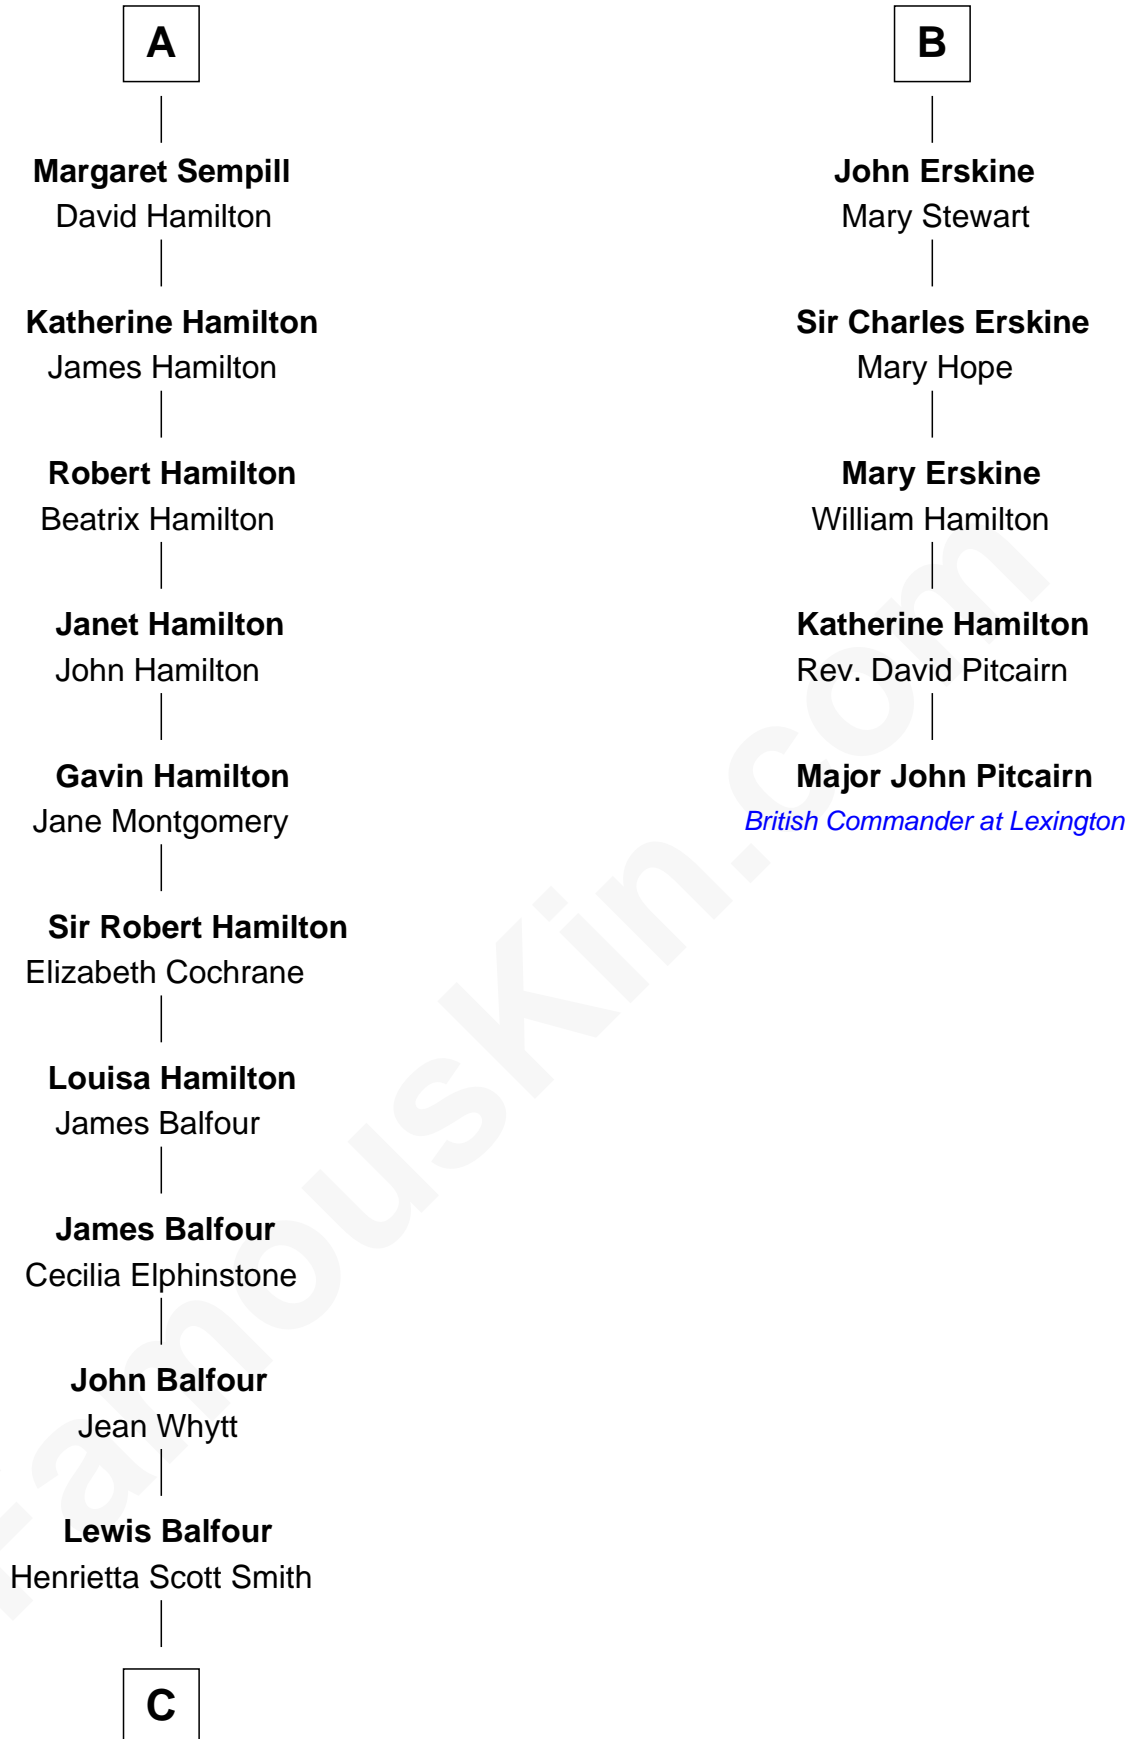 A
Margaret Sempill
David Hamilton
Katherine Hamilton
James Hamilton
Robert Hamilton
Beatrix Hamilton
Janet Hamilton
John Hamilton
Gavin Hamilton
Jane Montgomery
Sir Robert Hamilton
Elizabeth Cochrane
Louisa Hamilton
James Balfour
James Balfour
Cecilia Elphinstone
John Balfour
Jean Whytt
Lewis Balfour
Henrietta Scott Smith
C
B
John Erskine
Mary Stewart
Sir Charles Erskine
Mary Hope
Mary Erskine
William Hamilton
Katherine Hamilton
Rev. David Pitcairn
Major John Pitcairn
British Commander at Lexington
FamousKin.com